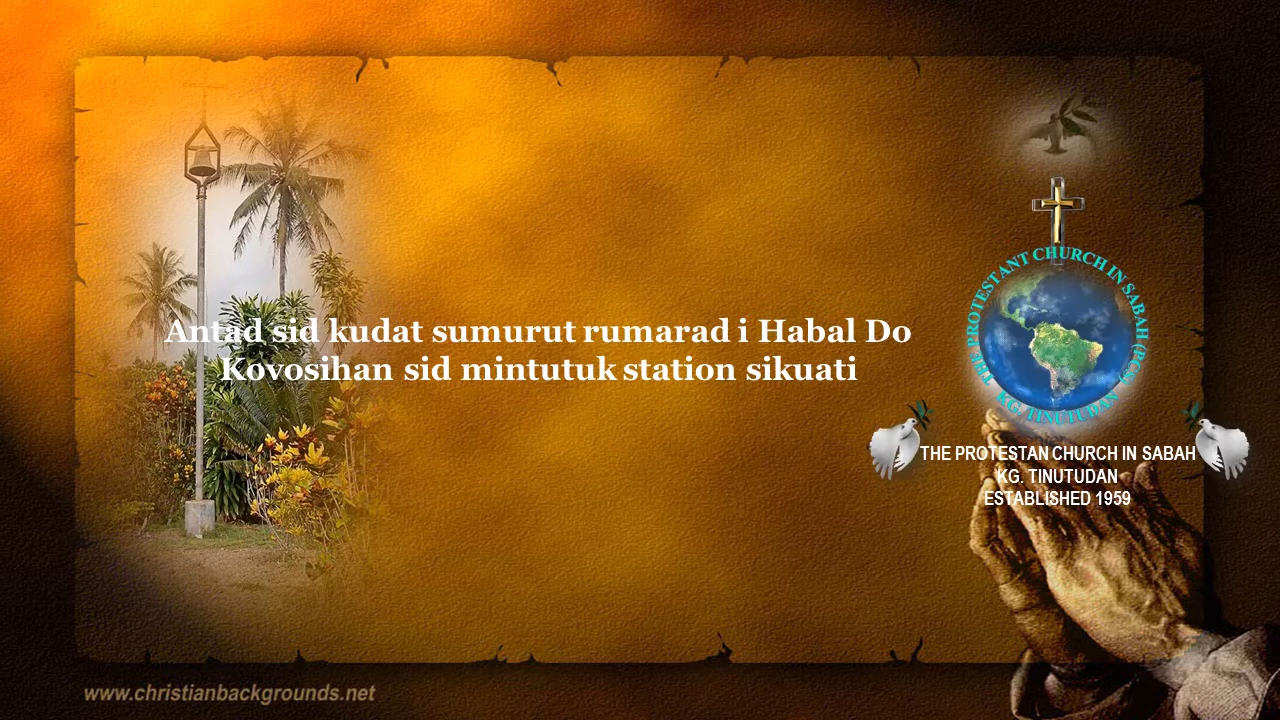 Antad sid kudat sumurut rumarad i Habal Do
Kovosihan sid mintutuk station sikuati
THE PROTESTANT CHURCH IN SABAH (PCS)
KG. TINUTUDAN
THE PROTESTAN CHURCH IN SABAH
KG. TINUTUDAN
ESTABLISHED 1959
www.christianbackgrounds.net